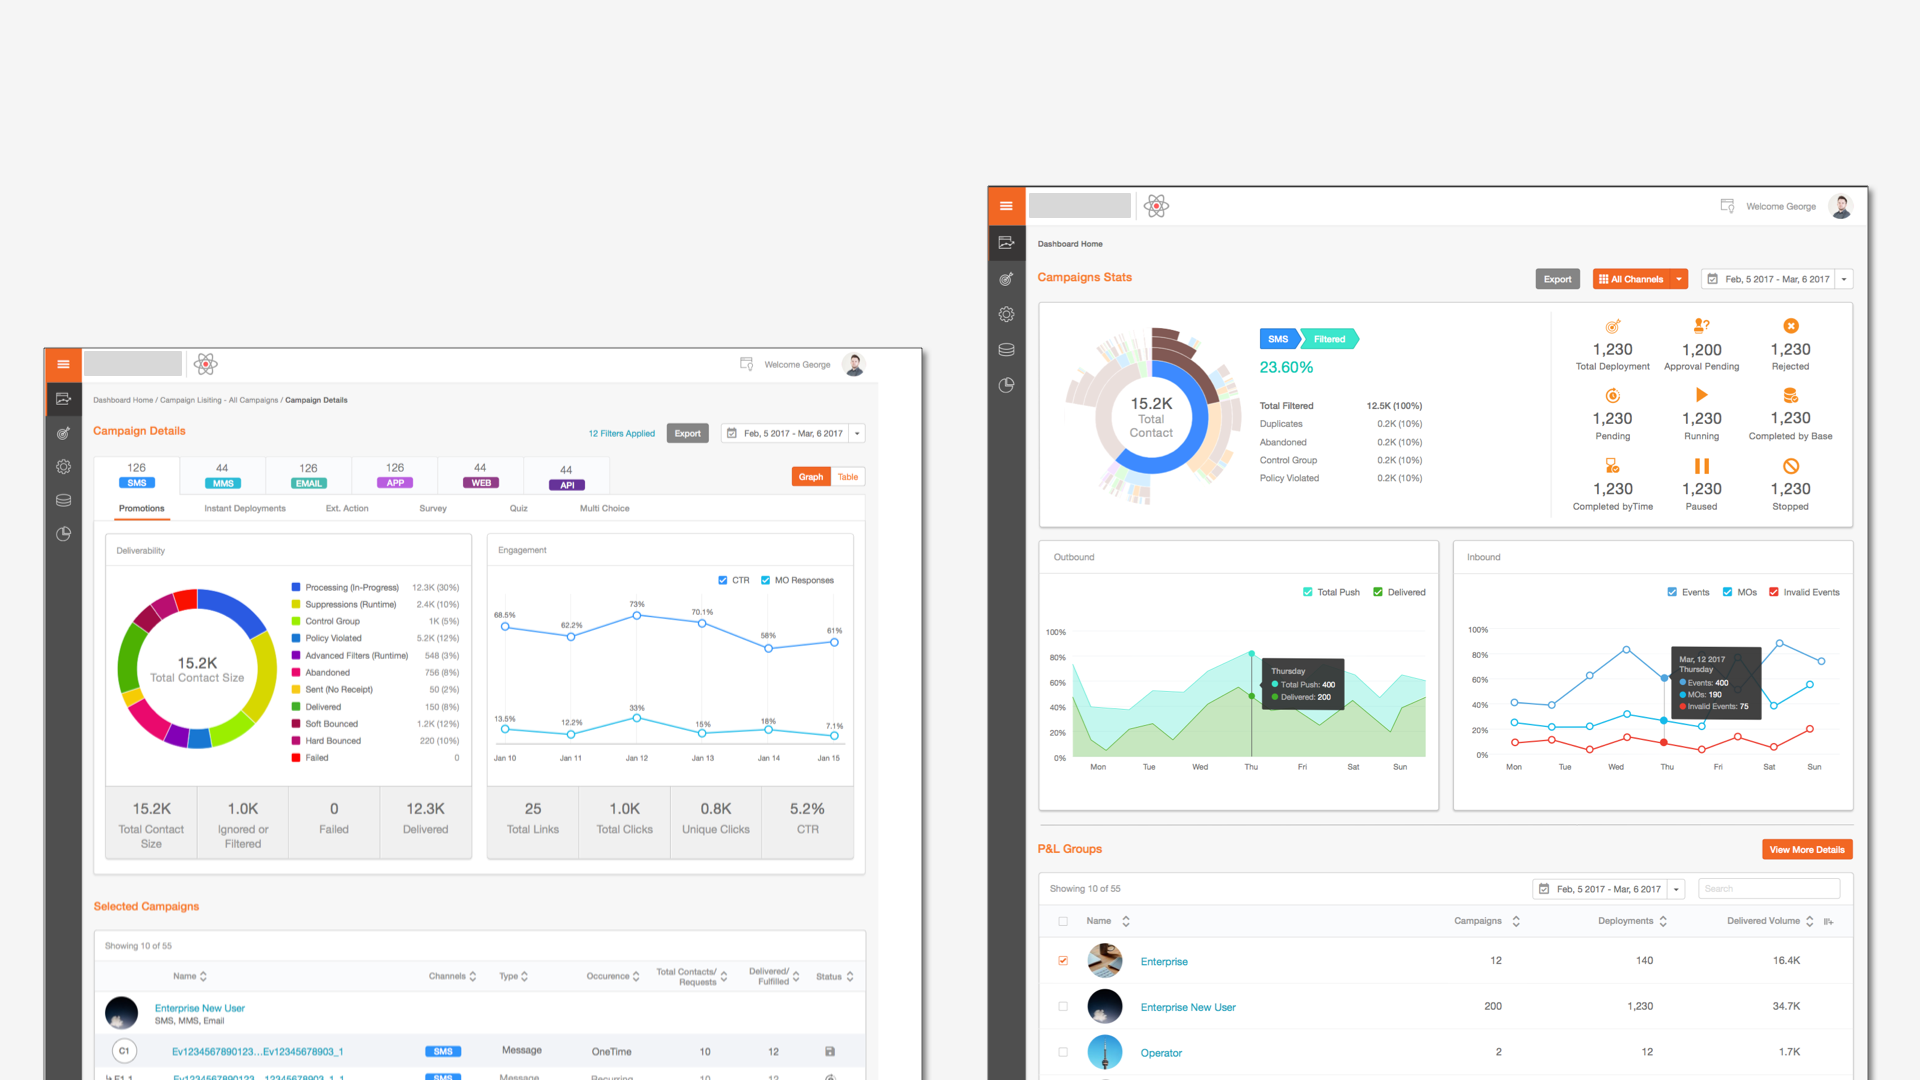 Welcome George
Dashboard Home / Campaign Lisiting - All Campaigns / Campaign Details
Campaign Details
12 Filters Applied
Export
Feb, 5 2017 - Mar, 6 2017
126 44 126 126 44 44
SMS MMS EMAIL APP WEB API
Graph Table
Promotions Instant Deployments Ext. Action Survey Quiz Multi Choice
Deliverability
15.2K
Total Contact Size
Processing (In-Progress) 12.3K (30%)
Suppressions (Runtime) 2.4K (10%)
Control Group 1K (5%)
Policy Violated 5.2K (12%)
Advanced Filters (Runtime) 548 (3%)
Abandoned 756 (8%)
Sent (No Receipt) 50 (2%)
Delivered 150 (8%)
Soft Bounced 1.2K (12%)
Hard Bounced 220 (10%)
Failed 0
15.2K 1.0K 0 12.3K
Total Contact Size
Ignored or Filtered
Failed
Delivered
Engagement
CTR MO Responses
68.5% 62.2% 73% 70.1% 58% 61%
13.5% 12.2% 33% 15% 18% 7.1%
Jan 10 Jan 11 Jan 12 Jan 13 Jan 14 Jan 15
25 1.0K 0.8K 5.2%
Total Links Total Clicks Unique Clicks CTR
Selected Campaigns
Showing 10 of 55
Name Channels Type Occurence Total Contacts/ Requests Delivered/ Fulfilled Status
Enterprise New User
SMS, MMS, Email
C1 Ev1234567890123...Ev12345678903_1 SMS Message OneTime 10 12
SMS Message Recurring 10 12
Welcome George
Dashboard Home
Campaigns Stats
Export
All Channels
Feb, 5 2017 - Mar, 6 2017
15.2K
Total
Contact
SMS Filtered
23.60%
Total Filtered 12.5K (100%)
Duplicates 0.2K (10%)
Abandoned 0.2K (10%)
Control Group 0.2K (10%)
Policy Violated 0.2K (10%)
1,230 1,200 1,230
Total Deployment Approval Pending Rejected
1,230 1,230 1,230
Pending Running Completed by Base
1,230 1,230 1,230
Completed byTime Paused Stopped
Outbound
Total Push Delivered
100%
80%
60%
40%
20%
0%
Thursday
Total Push: 400
Delivered: 200
Mon Tue Wed Thu Fri Sat Sun
Inbound
Events MOs Invalid Events
100%
80%
60%
40%
20%
0%
Mar, 12 2017
Thursday
Events: 400
MOs: 190
Invalid Events: 75
Mon Tue Wed Thu Fri Sat Sun
P&L Groups
View More Details
Showing 10 of 55
Feb, 5 2017 - Mar, 6 2017
Search
Name Campaigns Deployments Delivered Volume
Enterprise 12 140 16.4K
Enterprise New User 200 1,230 34.7K
Operator 2 12 1.7K